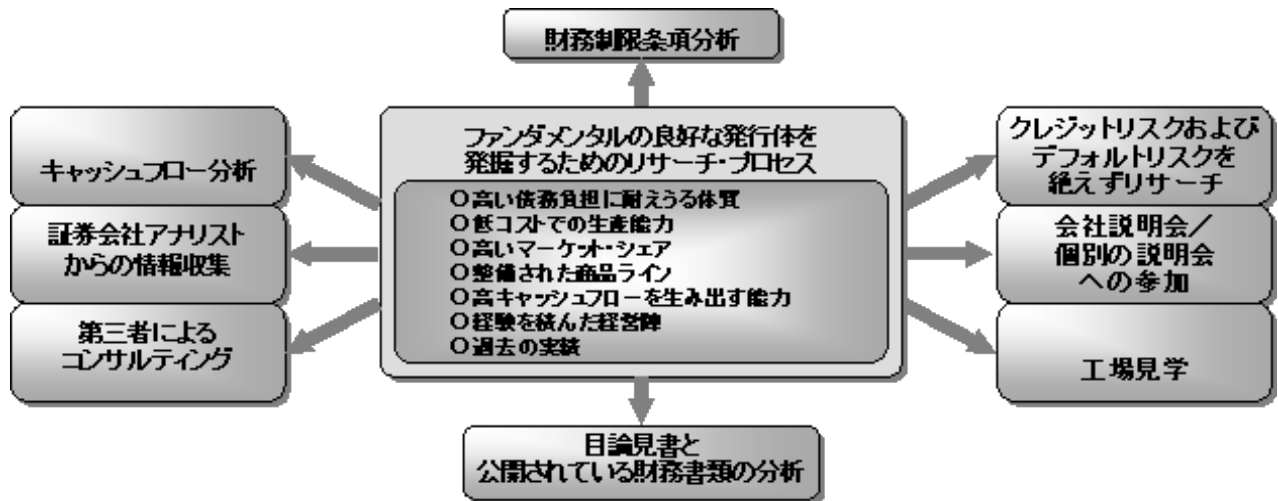 財務制限条項分析
キャッシュフロー分析
証券会社アナリスト
からの情報収集
第三者による
コンサルティング
ファンダメンタルの良好な発行体を
発掘するためのリサーチ・プロセス
○高い債務負担に耐えうる体質
○低コストでの生産能力
○高いマーケット・シェア
○整備された商品ライン
○高キャッシュフローを生み出す能力
○経験を積んだ経営陣
○過去の実績
クレジットリスクおよび
デフォルトリスクを
絶えずリサーチ
会社説明会／
個別の説明会
への参加
工場見学
目論見書と
公開されている財務書類の分析